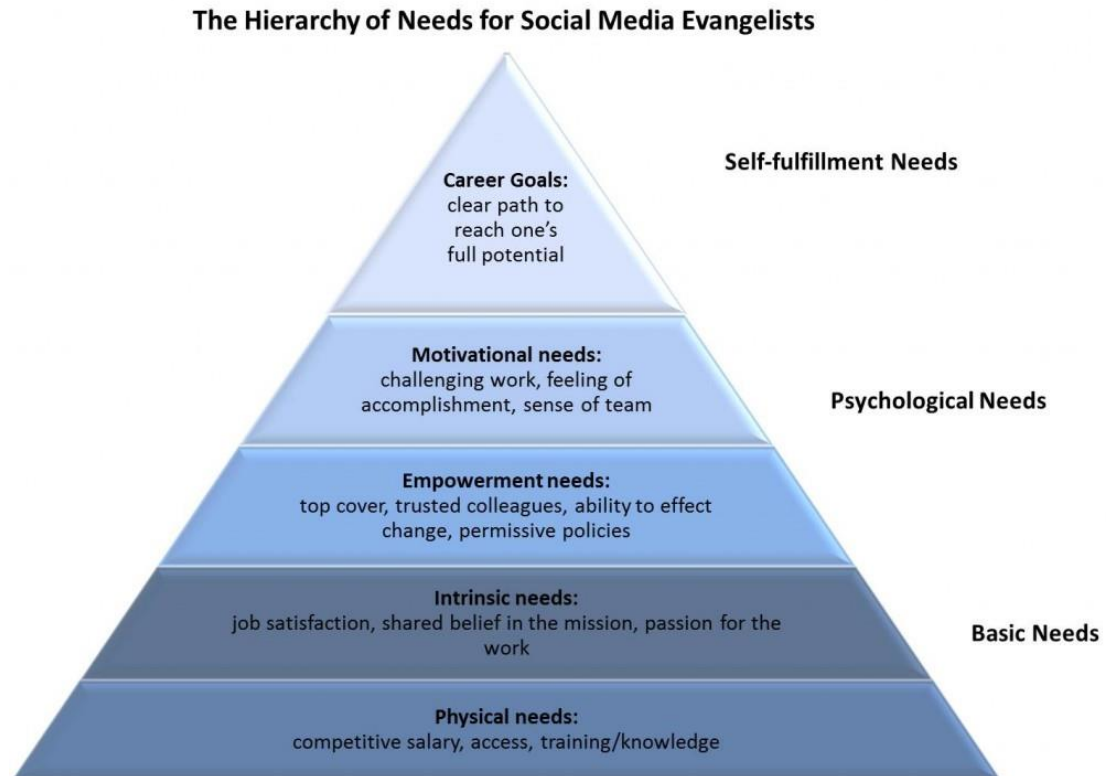 The Hierarchy of Needs for Social Media Evangelists
Self-fulfillment Needs
Career Goals:
clear path to
reach one's
full potential
Motivational needs:
challenging work, feeling of
accomplishment, sense of team
Psychological Needs
Empowerment needs:
top cover, trusted colleagues, ability to effect
change, permissive policies
Intrinsic needs:
job satisfaction, shared belief in the mission, passion for the
work
Basic Needs
Physical needs:
competitive salary, access, training/knowledge